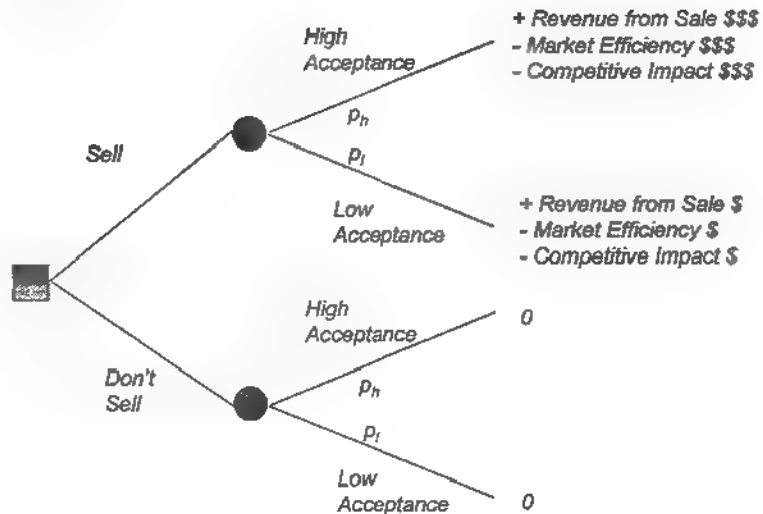 High
Acceptance
+ Revenue from Sale $$$
- Market Efficiency $$$
- Competitive Impact $$$
pₕ
Sell
pₗ
Low
Acceptance
+ Revenue from Sale $
- Market Efficiency $
- Competitive Impact $
High
Acceptance
0
Don't
Sell
pₕ
pₗ
Low
Acceptance
0